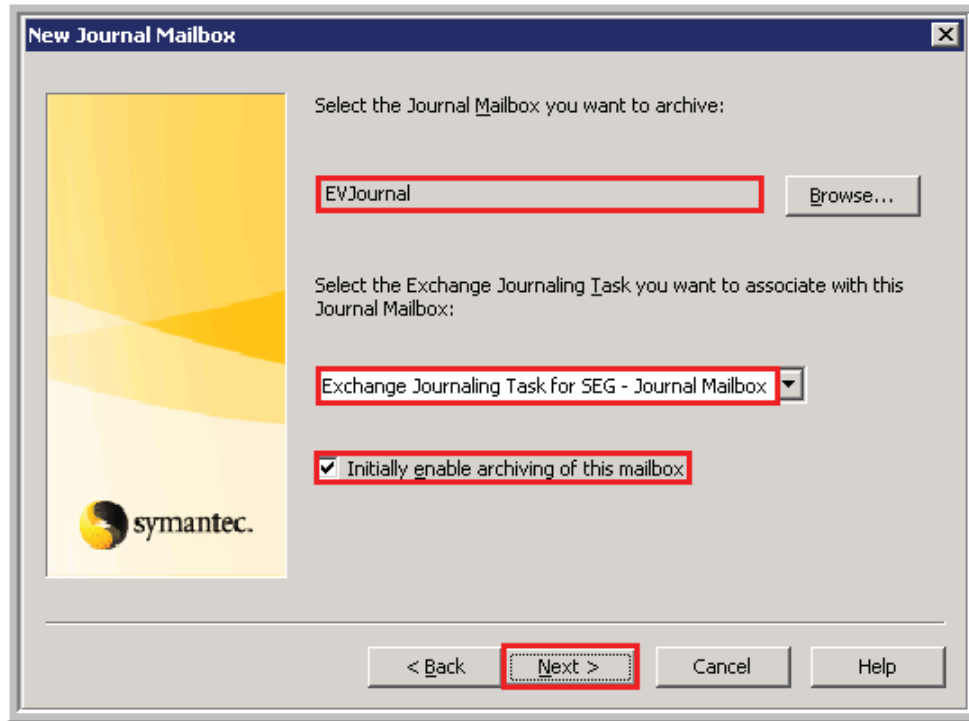 New Journal Mailbox
Select the Journal Mailbox you want to archive:
EVJournal
Browse...
Select the Exchange Journaling Task you want to associate with this
Journal Mailbox:
Exchange Journaling Task for SEG - Journal Mailbox
Initially enable archiving of this mailbox
symantec.
< Back
Next >
Cancel
Help